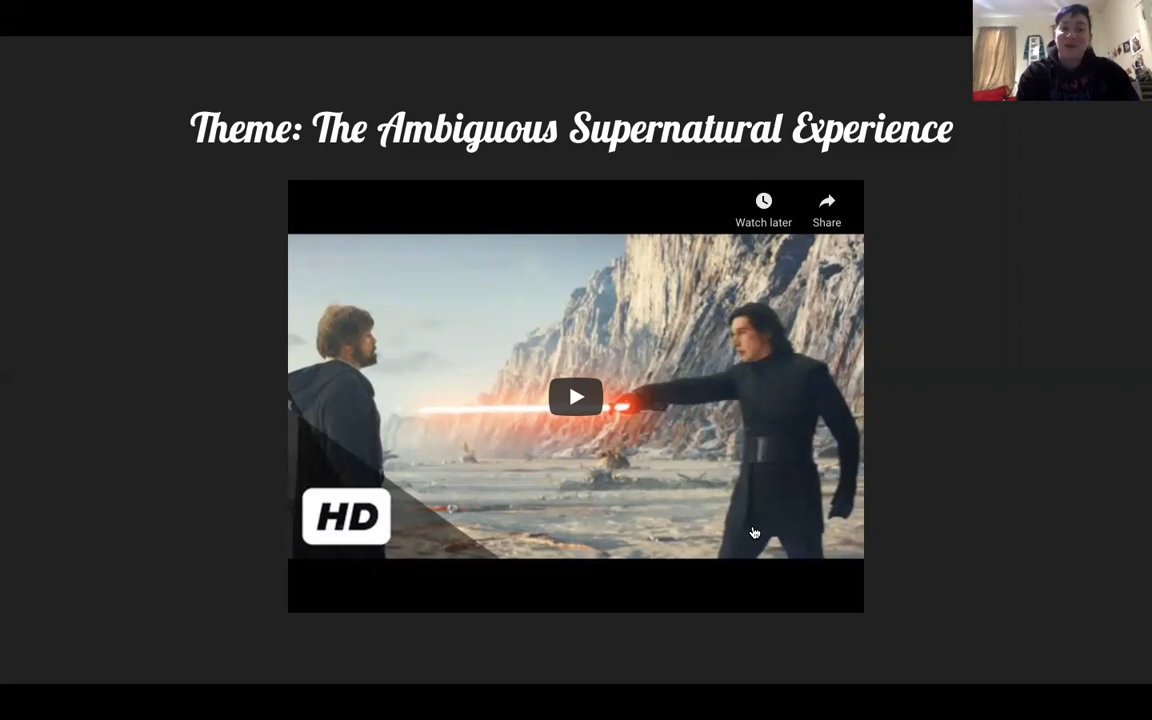 Theme: The Ambiguous Supernatural Experience
Watch later
Share
HD